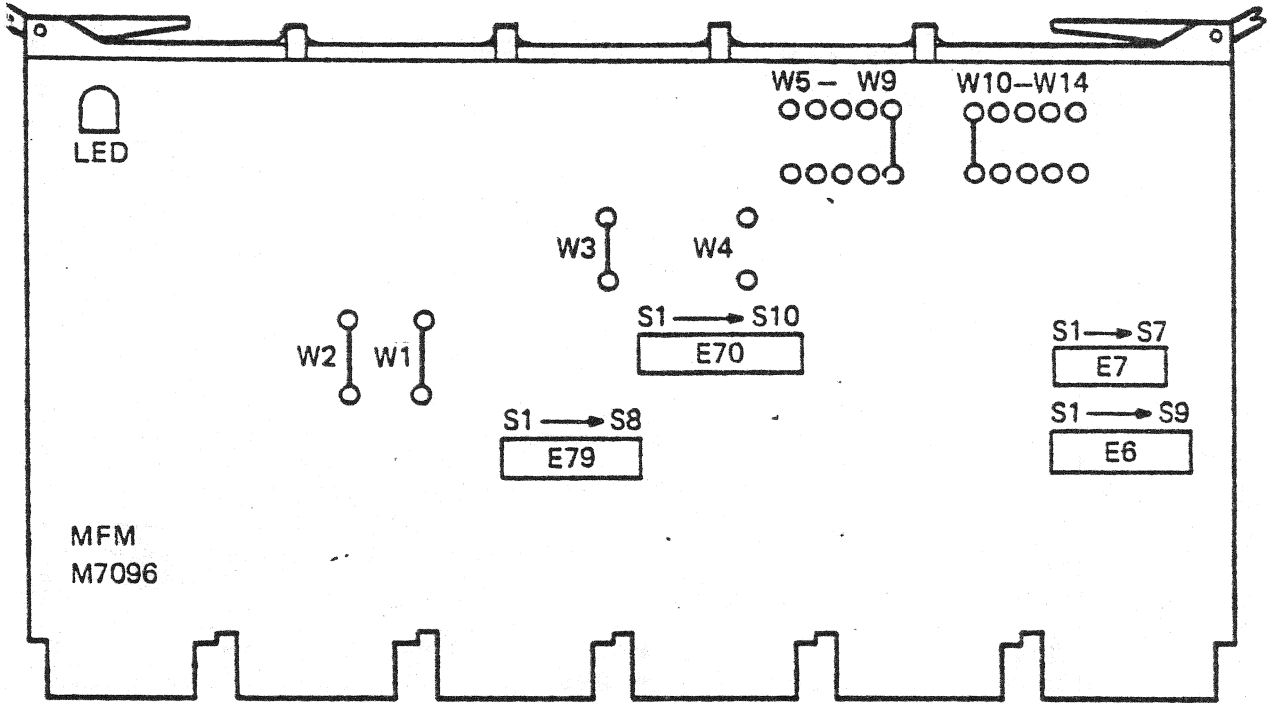 W5 – W9 W10–W14
LED
W3 W4
S1 → S10
S1 → S7
W2 W1
E70
E7
S1 → S8
S1 → S9
E79
E6
MFM
M7096